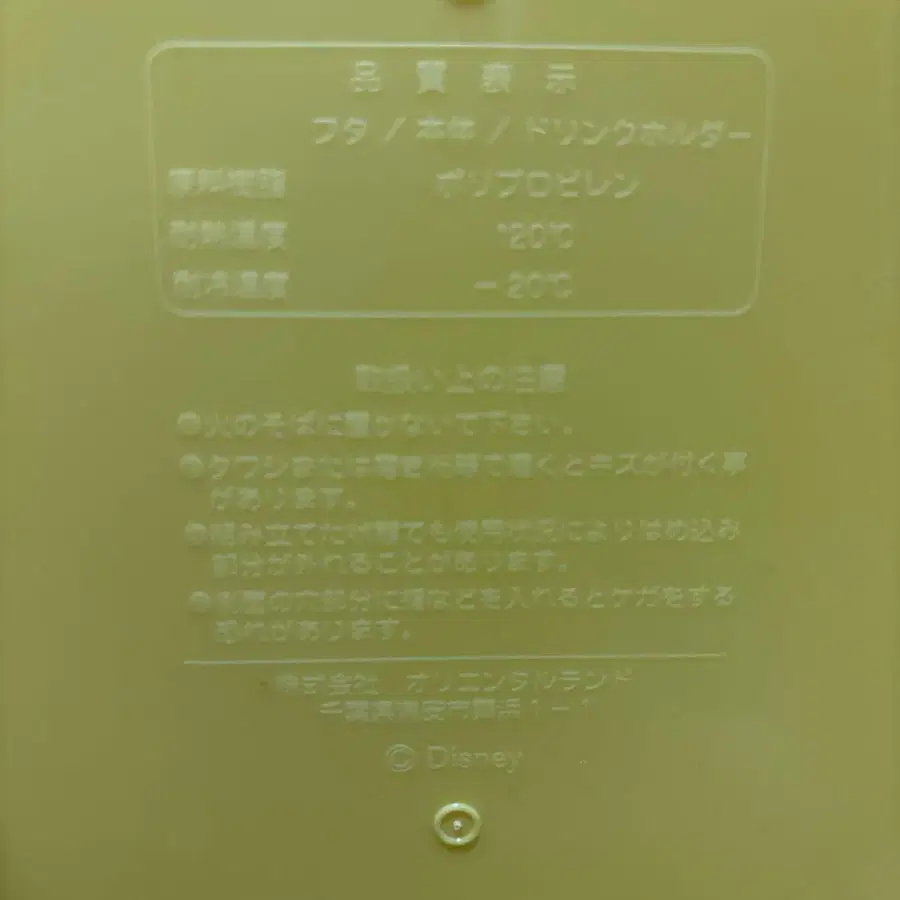 品質表示
フタ / 本体 / ドリンクホルダー
原料樹脂 ポリプロピレン
耐熱温度 120℃
耐冷温度 −20℃
取扱い上の注意
●火のそばに置かないで下さい。
●タワシまたは磨き粉等で磨くとキズが付く事
があります。
●組み立てた状態でも使用状況によりはめ込み
部分が外れることがあります。
の穴部分に指などを入れるとケガをする
恐れがあります。
株式会社 オリエンタルランド
千葉県浦安市舞浜1−1
© Disney